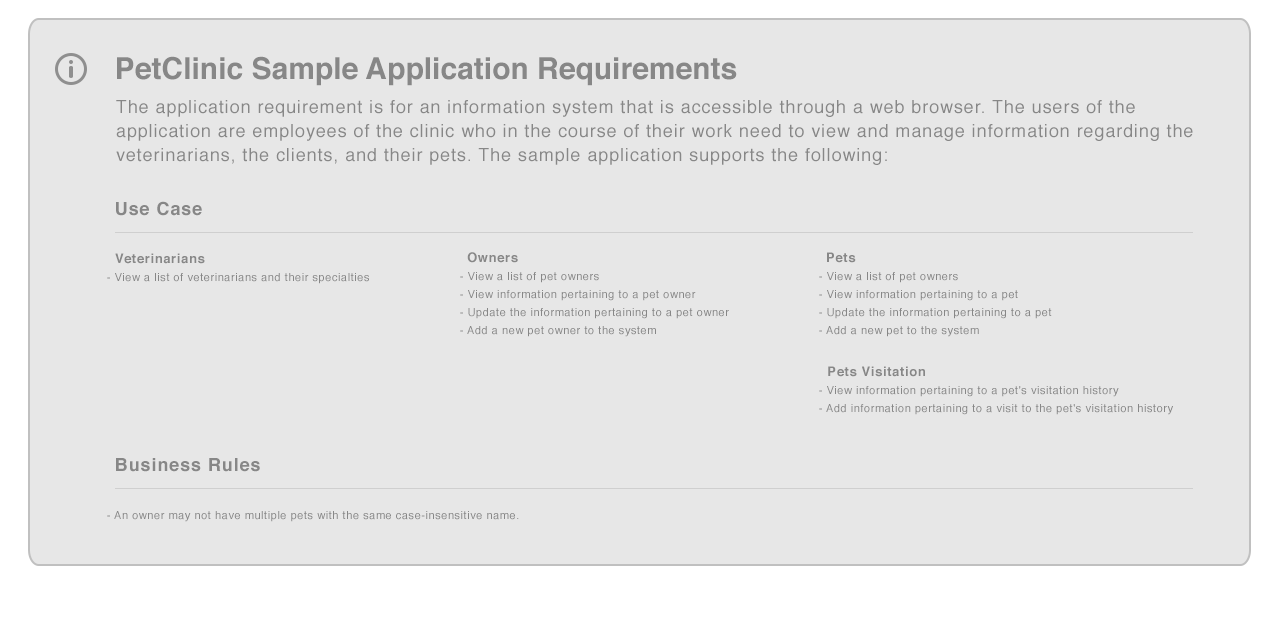 PetClinic Sample Application Requirements
The application requirement is for an information system that is accessible through a web browser. The users of the
application are employees of the clinic who in the course of their work need to view and manage information regarding the
veterinarians, the clients, and their pets. The sample application supports the following:
Use Case
Veterinarians
- View a list of veterinarians and their specialties
Owners
- View a list of pet owners
- View information pertaining to a pet owner
- Update the information pertaining to a pet owner
- Add a new pet owner to the system
Pets
- View a list of pet owners
- View information pertaining to a pet
- Update the information pertaining to a pet
- Add a new pet to the system
Pets Visitation
- View information pertaining to a pet's visitation history
- Add information pertaining to a visit to the pet's visitation history
Business Rules
- An owner may not have multiple pets with the same case-insensitive name.